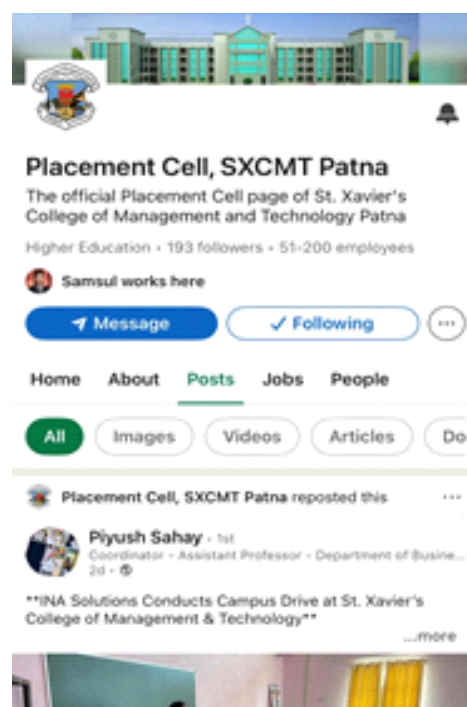 Placement Cell, SXCMT Patna
The official Placement Cell page of St. Xavier's
College of Management and Technology Patna
Higher Education • 193 followers • 51-200 employees
Samsul works here
Message
Following
Home About Posts Jobs People
All Images Videos Articles Do
Placement Cell, SXCMT Patna reposted this
Piyush Sahay • 1st
Coordinator - Assistant Professor - Department of Busine...
2d •
**INA Solutions Conducts Campus Drive at St. Xavier's
College of Management & Technology**
...more